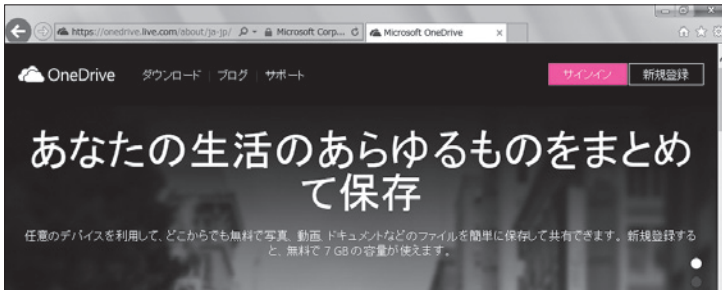 https://onedrive.live.com/about/ja-jp/ Microsoft Corp... Microsoft OneDrive
OneDrive ダウンロード | ブログ | サポート サインイン 新規登録
あなたの生活のあらゆるものをまとめ
て保存
任意のデバイスを利用して、どこからでも無料で写真、動画、ドキュメントなどのファイルを簡単に保存して共有できます。新規登録する
と、無料で 7 GB の容量が使えます。